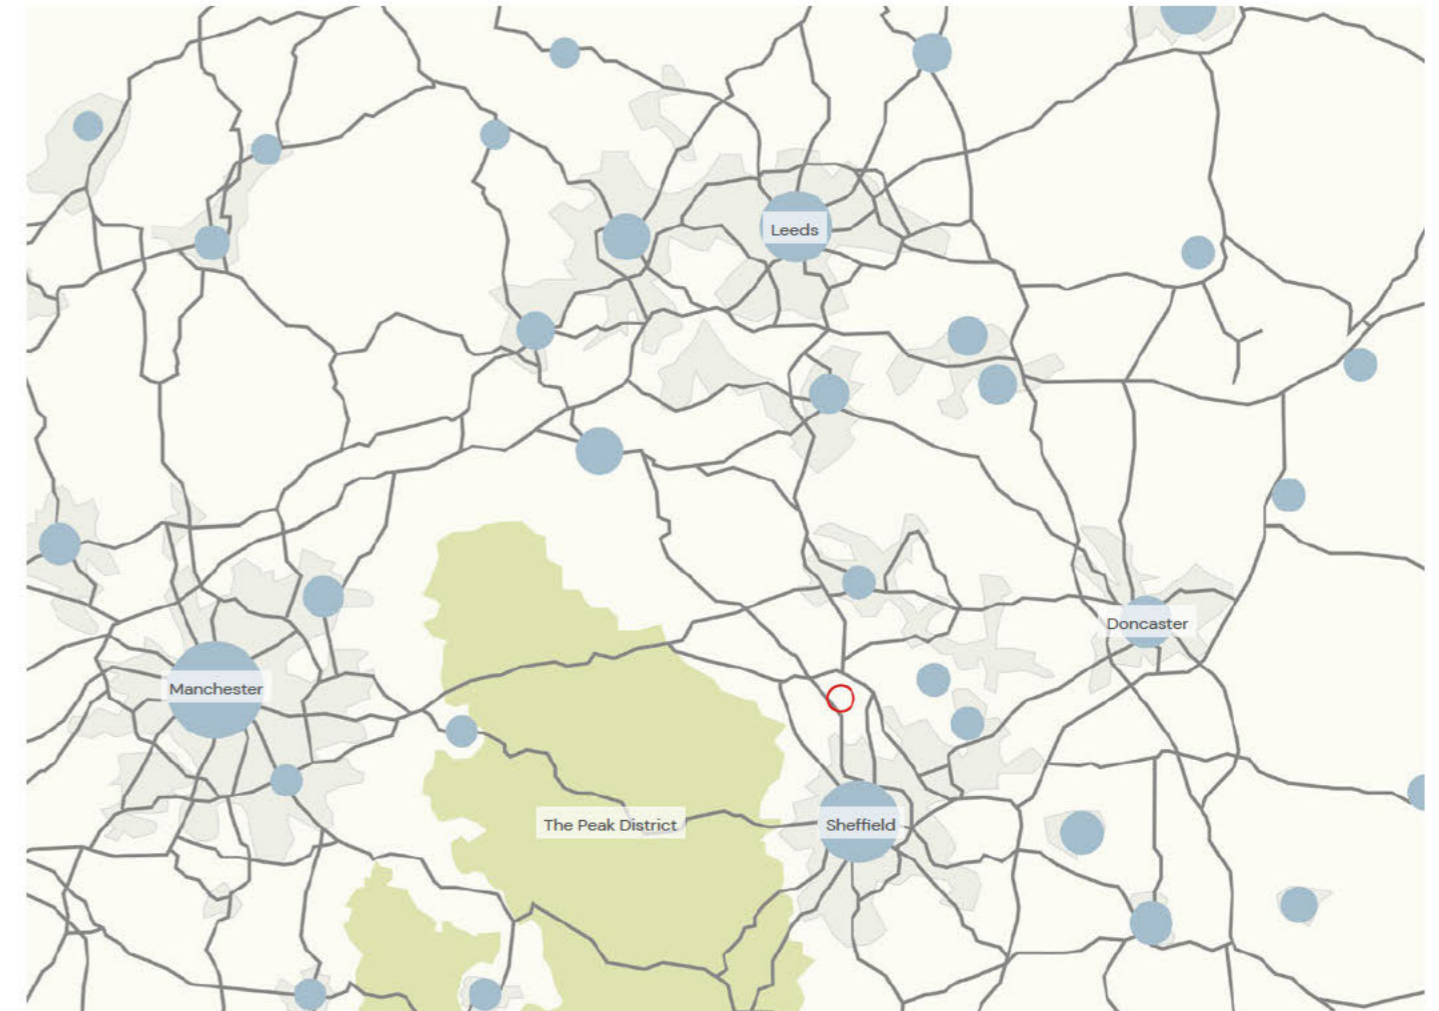 Leeds
Doncaster
Manchester
The Peak District
Sheffield